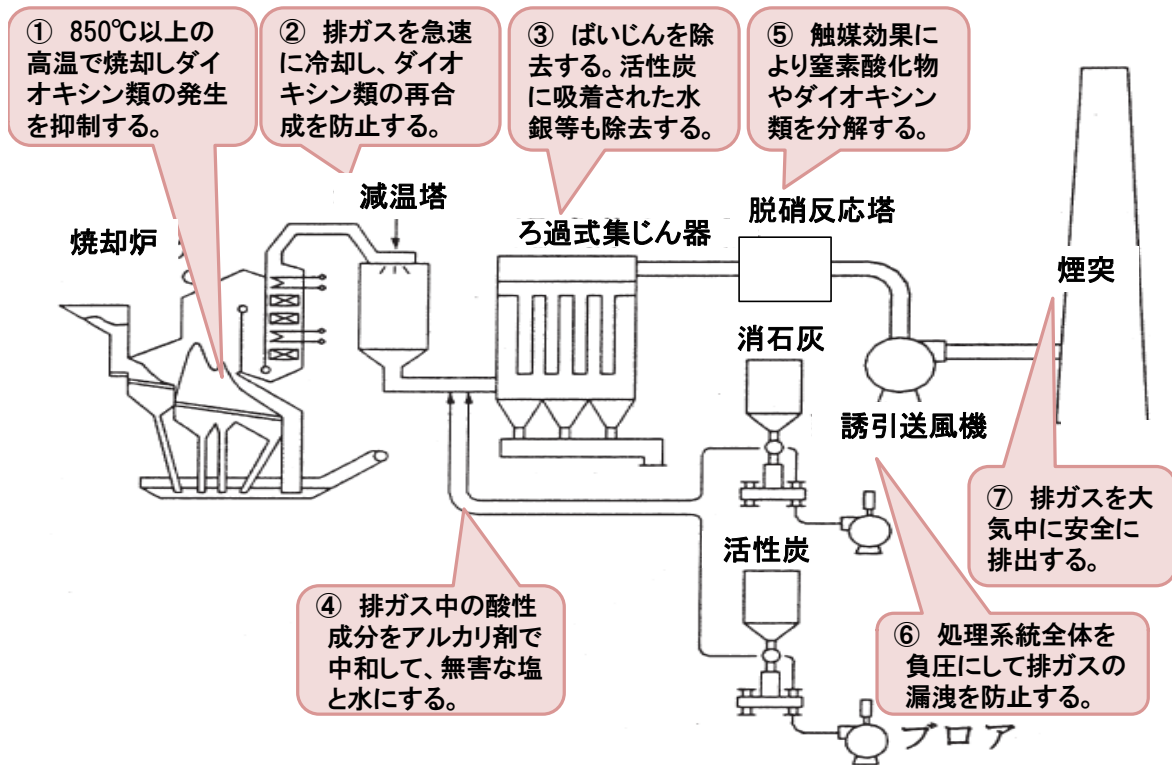 ① 850℃以上の
高温で焼却しダイ
オキシン類の発生
を抑制する。
② 排ガスを急速
に冷却し、ダイオ
キシン類の再合
成を防止する。
③ ばいじんを除
去する。活性炭
に吸着された水
銀等も除去する。
⑤ 触媒効果に
より窒素酸化物
やダイオキシン
類を分解する。
減温塔
脱硝反応塔
焼却炉
ろ過式集じん器
煙突
消石灰
誘引送風機
⑦ 排ガスを大
気中に安全に
排出する。
活性炭
④ 排ガス中の酸性
成分をアルカリ剤で
中和して、無害な塩
と水にする。
⑥ 処理系統全体を
負圧にして排ガスの
漏洩を防止する。
ブロア